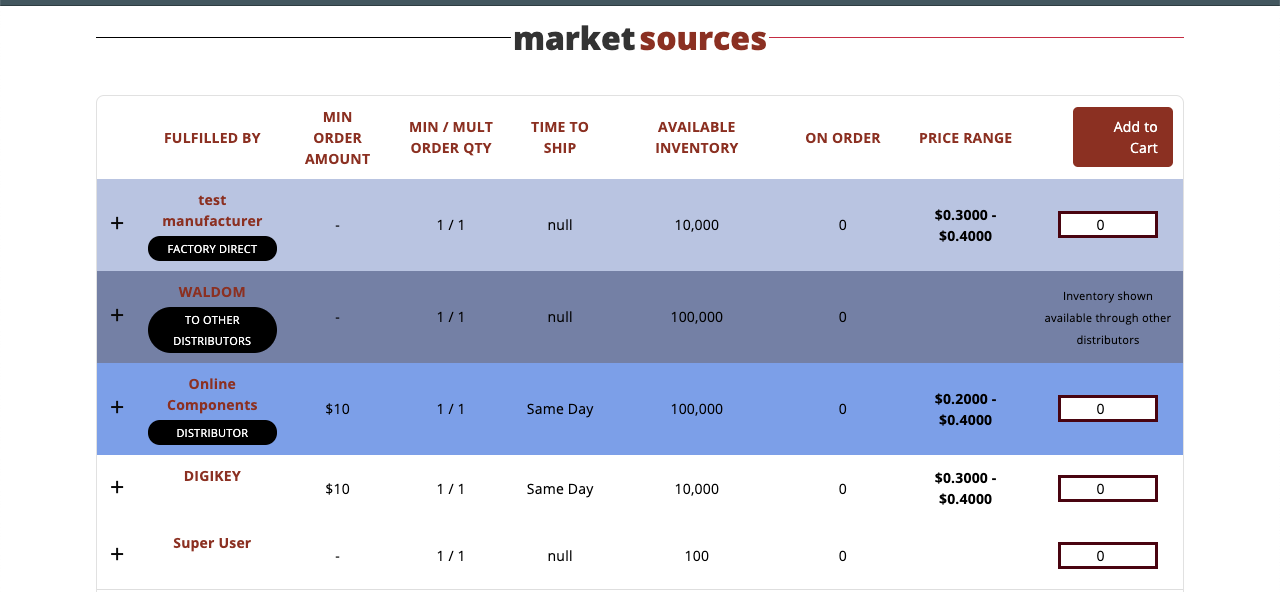 market sources
FULFILLED BY
MIN
ORDER
AMOUNT
MIN / MULT
ORDER QTY
TIME TO
SHIP
AVAILABLE
INVENTORY
ON ORDER
PRICE RANGE
Add to
Cart
+
test
manufacturer
FACTORY DIRECT
-
1 / 1
null
10,000
0
$0.3000 -
$0.4000
0
+
WALDOM
TO OTHER
DISTRIBUTORS
-
1 / 1
null
100,000
0
Inventory shown
available through other
distributors
+
Online
Components
DISTRIBUTOR
$10
1 / 1
Same Day
100,000
0
$0.2000 -
$0.4000
0
+
DIGIKEY
$10
1 / 1
Same Day
10,000
0
$0.3000 -
$0.4000
0
+
Super User
-
1 / 1
null
100
0
0